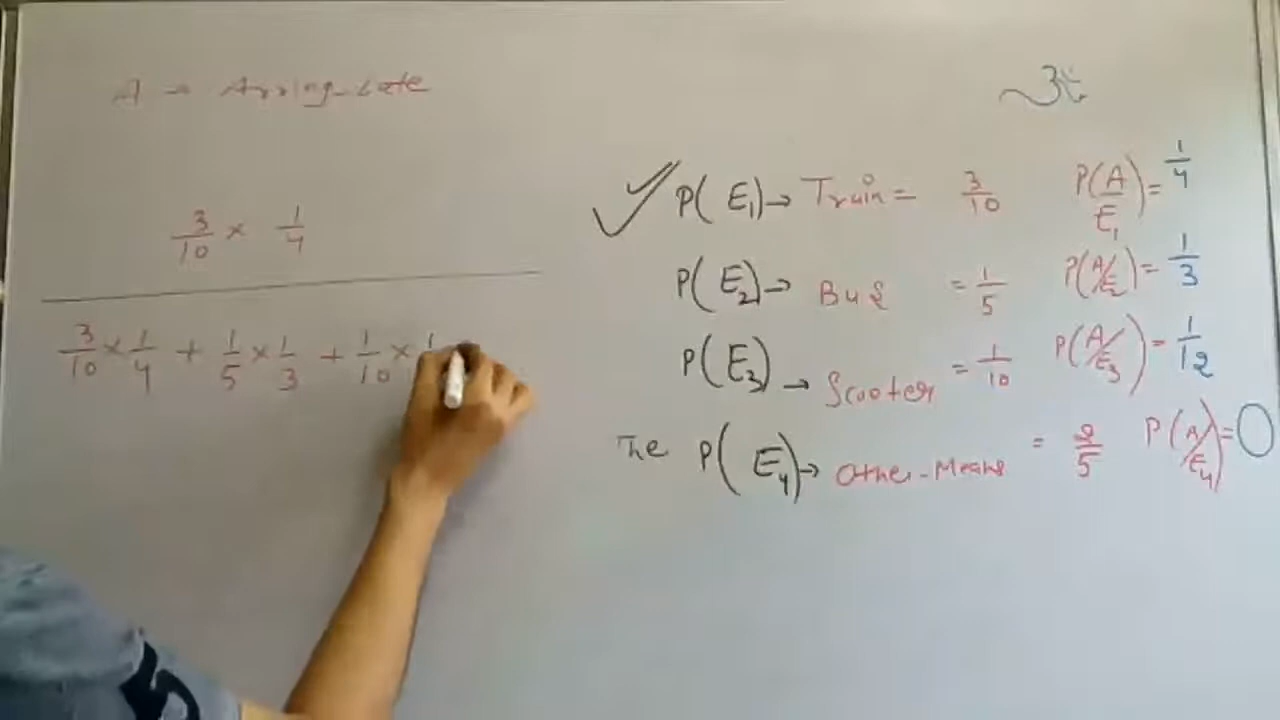 A → Arring-Late
3/10 × 1/4
3/10 × 1/4 + 1/5 × 1/3 + 1/10 × 1
P(E₁) → Train = 3/10 P(A/E₁) = 1/4
P(E₂) → Bus = 1/5 P(A/E₂) = 1/3
P(E₃) → Scooter = 1/10 P(A/E₃) = 1/12
The P(E₄) → Other-Means = 2/5 P(A/E₄) = 0